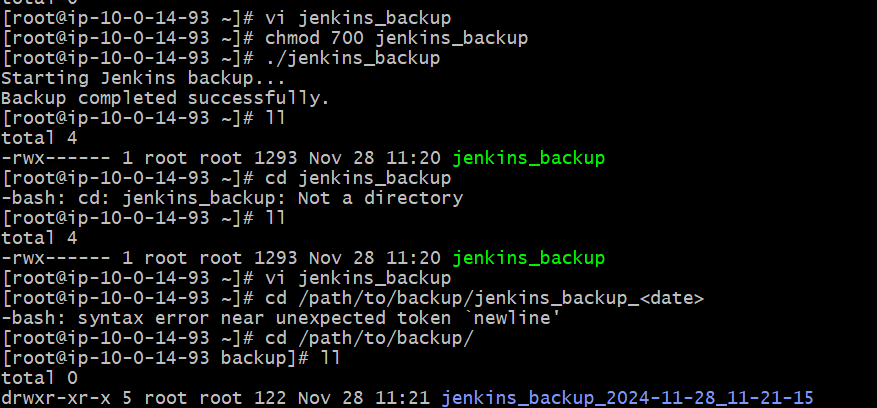 total 0
[root@ip-10-0-14-93 ~]# vi jenkins_backup
[root@ip-10-0-14-93 ~]# chmod 700 jenkins_backup
[root@ip-10-0-14-93 ~]# ./jenkins_backup
Starting Jenkins backup...
Backup completed successfully.
[root@ip-10-0-14-93 ~]# ll
total 4
-rwx------ 1 root root 1293 Nov 28 11:20 jenkins_backup
[root@ip-10-0-14-93 ~]# cd jenkins_backup
-bash: cd: jenkins_backup: Not a directory
[root@ip-10-0-14-93 ~]# ll
total 4
-rwx------ 1 root root 1293 Nov 28 11:20 jenkins_backup
[root@ip-10-0-14-93 ~]# vi jenkins_backup
[root@ip-10-0-14-93 ~]# cd /path/to/backup/jenkins_backup_<date>
-bash: syntax error near unexpected token `newline'
[root@ip-10-0-14-93 ~]# cd /path/to/backup/
[root@ip-10-0-14-93 backup]# ll
total 0
drwxr-xr-x 5 root root 122 Nov 28 11:21 jenkins_backup_2024-11-28_11-21-15